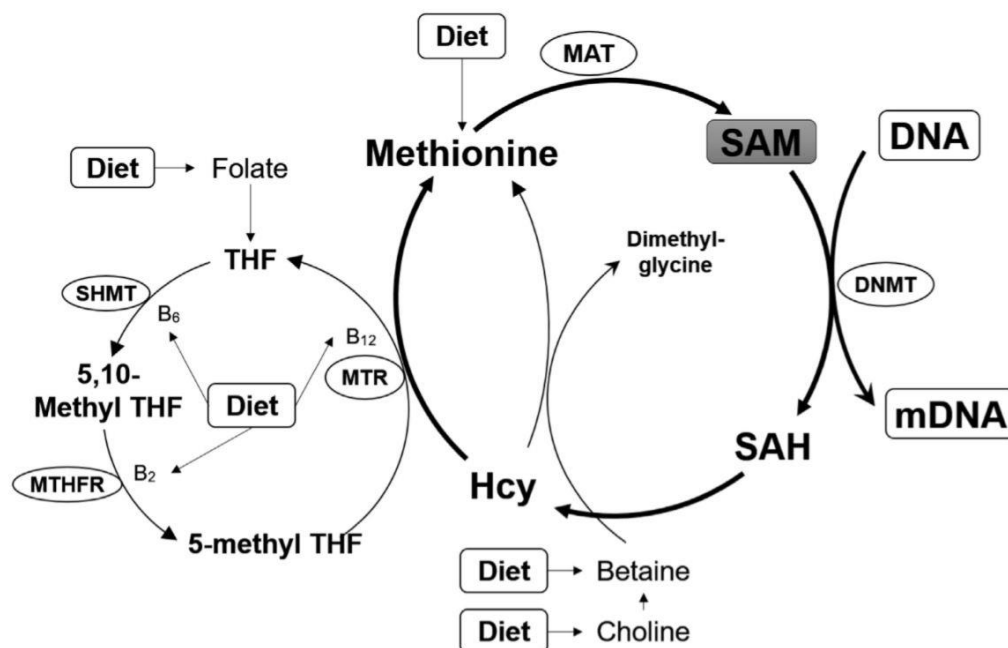 Diet
MAT
Methionine
SAM
DNA
Diet
Folate
THF
Dimethyl-
glycine
SHMT
B₆
B₁₂
DNMT
5,10-
Methyl THF
Diet
MTR
mDNA
MTHFR
B₂
Hcy
SAH
5-methyl THF
Diet
Betaine
Diet
Choline